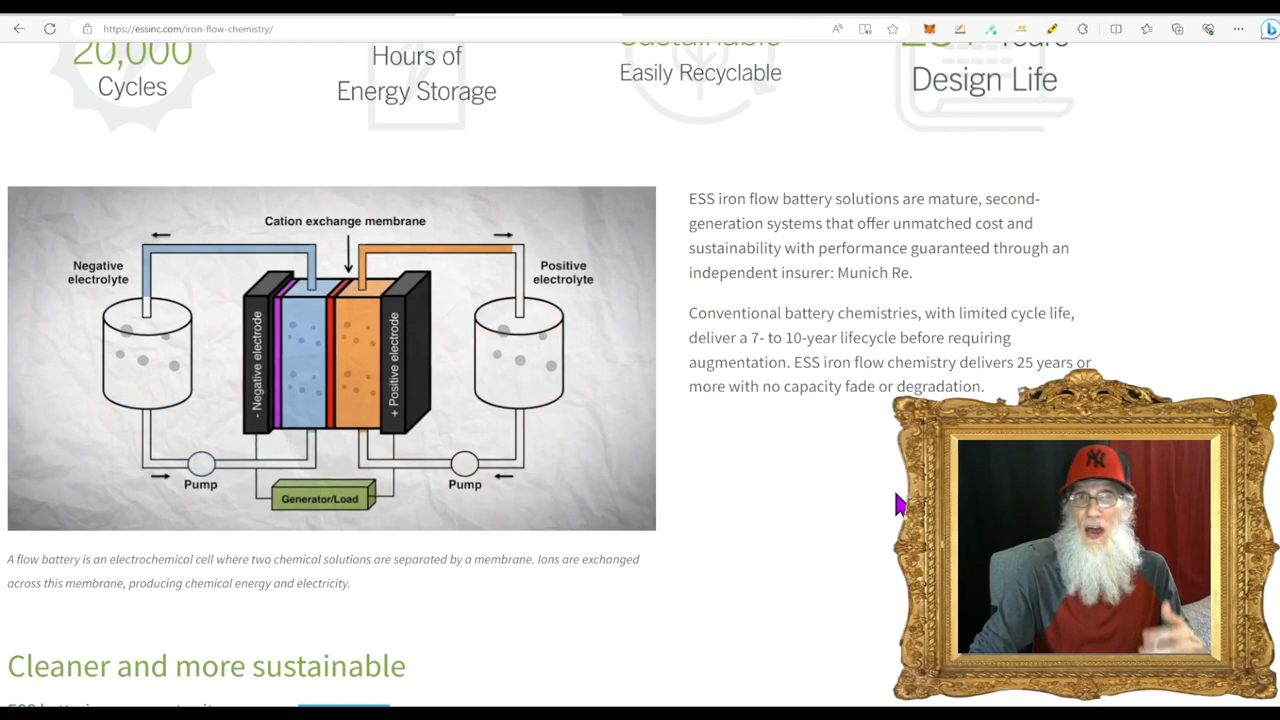 https://essinc.com/iron-flow-chemistry/
20,000
Cycles
Hours of
Energy Storage
Sustainable
Easily Recyclable
Years
Design Life
Cation exchange membrane
Negative
electrolyte
Positive
electrolyte
- Negative electrode
+ Positive electrode
Pump
Pump
Generator/Load
A flow battery is an electrochemical cell where two chemical solutions are separated by a membrane. Ions are exchanged
across this membrane, producing chemical energy and electricity.
ESS iron flow battery solutions are mature, second-
generation systems that offer unmatched cost and
sustainability with performance guaranteed through an
independent insurer: Munich Re.
Conventional battery chemistries, with limited cycle life,
deliver a 7- to 10-year lifecycle before requiring
augmentation. ESS iron flow chemistry delivers 25 years or
more with no capacity fade or degradation.
NY
Cleaner and more sustainable